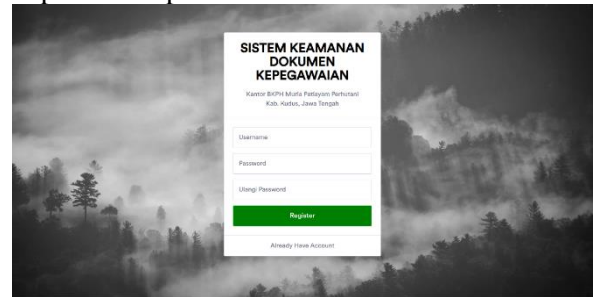 SISTEM KEAMANAN
DOKUMEN
KEPEGAWAIAN
Kantor BKPH Muria Patiayam Perhutani
Kab. Kudus, Jawa Tengah
Username
Password
Ulangi Password
Register
Already Have Account